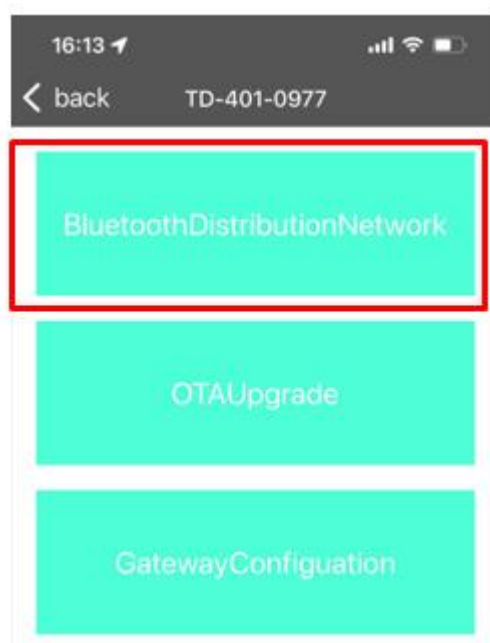 16:13
back TD-401-0977
BluetoothDistributionNetwork
OTAUpgrade
GatewayConfiguation